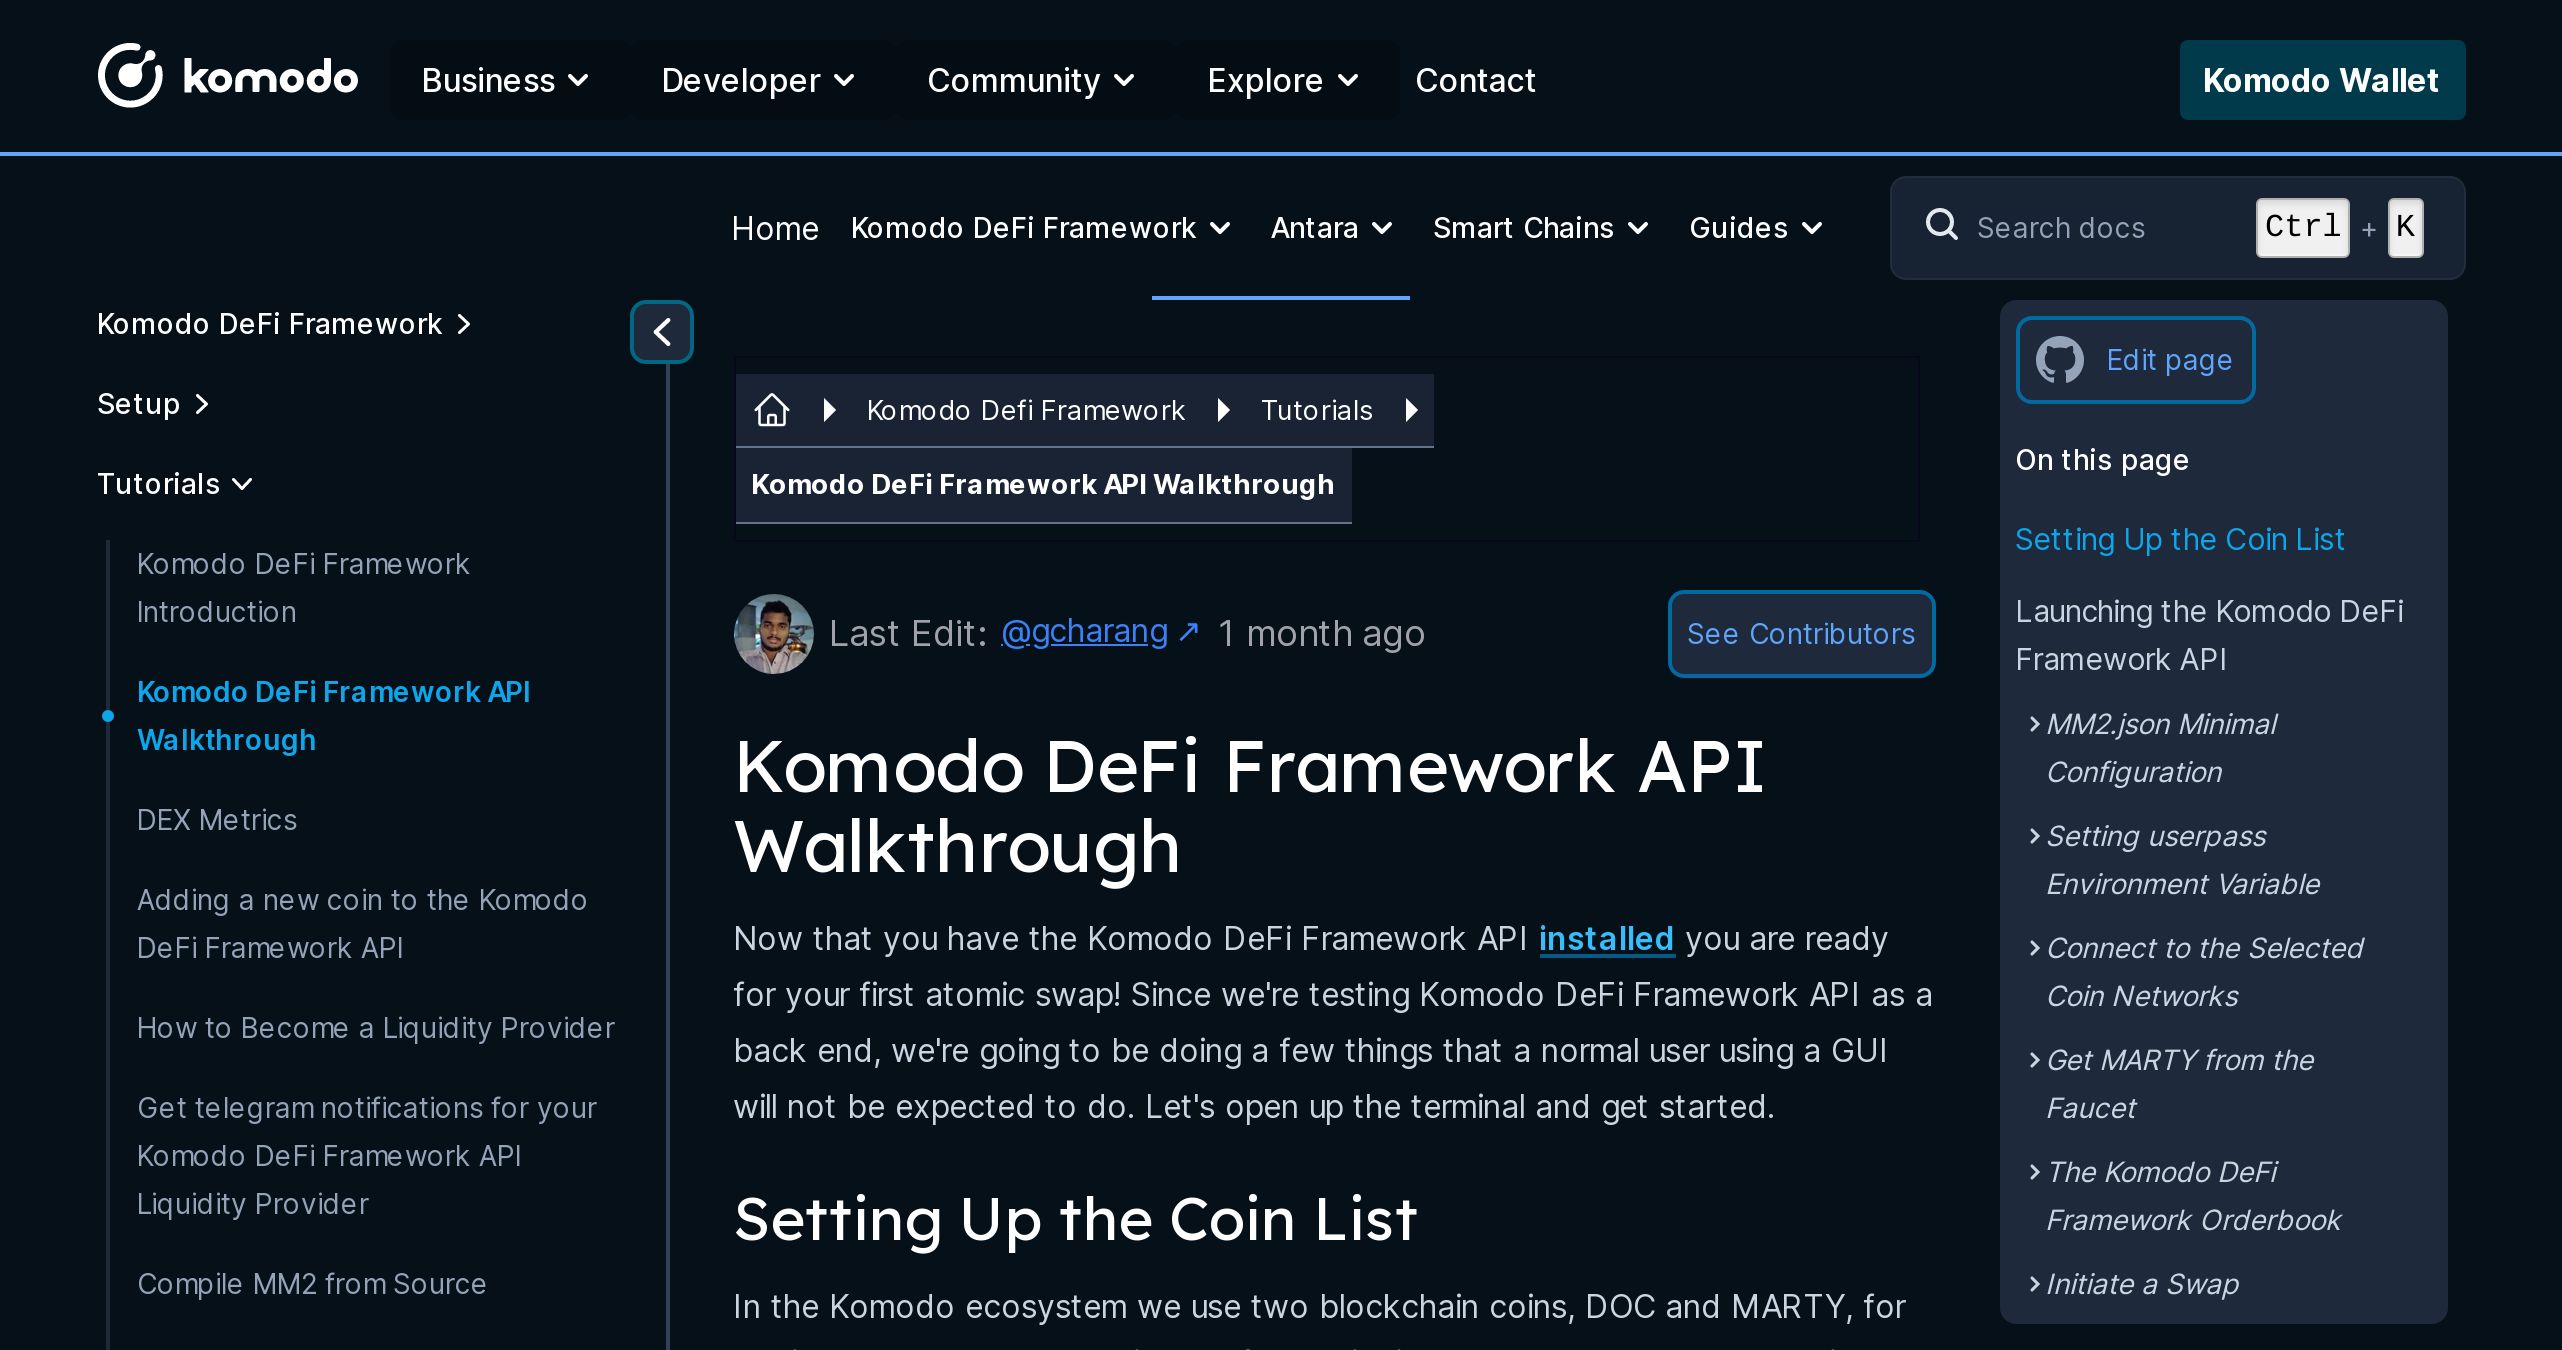 komodo
Business
Developer
Community
Explore
Contact
Komodo Wallet
Home
Komodo DeFi Framework
Antara
Smart Chains
Guides
Search docs
Ctrl + K
Komodo DeFi Framework
Setup
Tutorials
Komodo DeFi Framework
Introduction
Komodo DeFi Framework API
Walkthrough
DEX Metrics
Adding a new coin to the Komodo
DeFi Framework API
How to Become a Liquidity Provider
Get telegram notifications for your
Komodo DeFi Framework API
Liquidity Provider
Compile MM2 from Source
Komodo Defi Framework
Tutorials
Komodo DeFi Framework API Walkthrough
Last Edit: @gcharang ↗ 1 month ago
See Contributors
Komodo DeFi Framework API
Walkthrough
Now that you have the Komodo DeFi Framework API installed you are ready
for your first atomic swap! Since we're testing Komodo DeFi Framework API as a
back end, we're going to be doing a few things that a normal user using a GUI
will not be expected to do. Let's open up the terminal and get started.
Setting Up the Coin List
In the Komodo ecosystem we use two blockchain coins, DOC and MARTY, for
Edit page
On this page
Setting Up the Coin List
Launching the Komodo DeFi
Framework API
MM2.json Minimal
Configuration
Setting userpass
Environment Variable
Connect to the Selected
Coin Networks
Get MARTY from the
Faucet
The Komodo DeFi
Framework Orderbook
Initiate a Swap